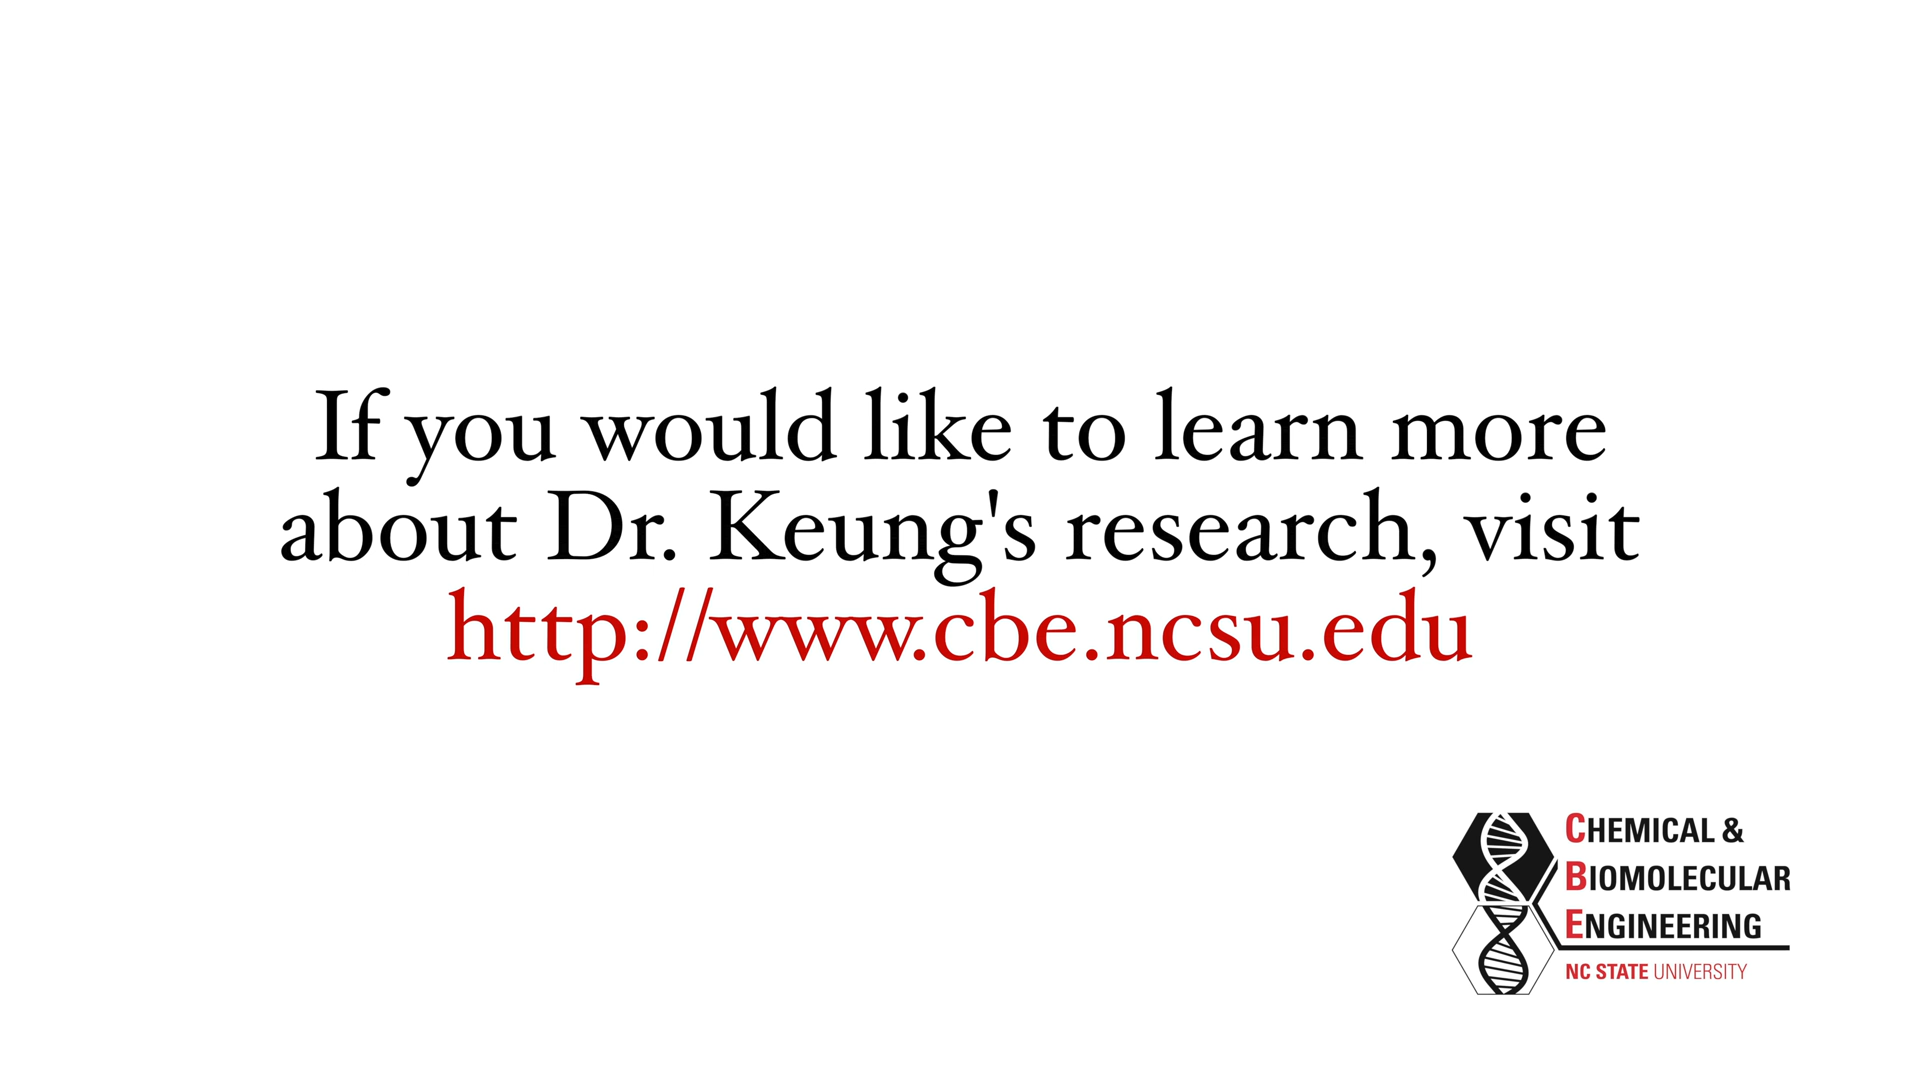 If you would like to learn more
about Dr. Keung's research, visit
http://www.cbe.ncsu.edu
CHEMICAL &
BIOMOLECULAR
ENGINEERING
NC STATE UNIVERSITY